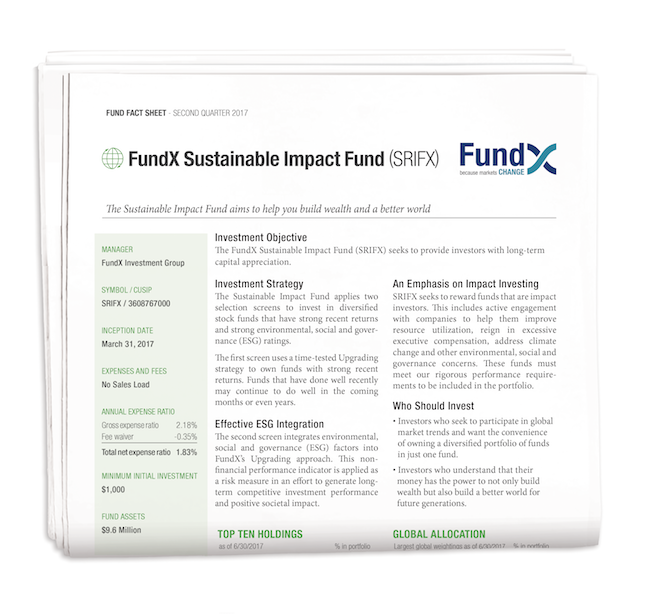 FUND FACT SHEET - SECOND QUARTER 2017
FundX Sustainable Impact Fund (SRIFX)
FundX
because markets CHANGE
The Sustainable Impact Fund aims to help you build wealth and a better world
MANAGER
FundX Investment Group
SYMBOL / CUSIP
SRIFX / 3608767000
INCEPTION DATE
March 31, 2017
EXPENSES AND FEES
No Sales Load
ANNUAL EXPENSE RATIO
Gross expense ratio 2.18%
Fee waiver -0.35%
Total net expense ratio 1.83%
MINIMUM INITIAL INVESTMENT
$1,000
FUND ASSETS
$9.6 Million
Investment Objective
The FundX Sustainable Impact Fund (SRIFX) seeks to provide investors with long-term
capital appreciation.
Investment Strategy
The Sustainable Impact Fund applies two
selection screens to invest in diversified
stock funds that have strong recent returns
and strong environmental, social and gover-
nance (ESG) ratings.
The first screen uses a time-tested Upgrading
strategy to own funds with strong recent
returns. Funds that have done well recently
may continue to do well in the coming
months or even years.
Effective ESG Integration
The second screen integrates environmental,
social and governance (ESG) factors into
FundX's Upgrading approach. This non-
financial performance indicator is applied as
a risk measure in an effort to generate long-
term competitive investment performance
and positive societal impact.
TOP TEN HOLDINGS
as of 6/30/2017 % in portfolio
An Emphasis on Impact Investing
SRIFX seeks to reward funds that are impact
investors. This includes active engagement
with companies to help them improve
resource utilization, reign in excessive
executive compensation, address climate
change and other environmental, social and
governance concerns. These funds must
meet our rigorous performance require-
ments to be included in the portfolio.
Who Should Invest
• Investors who seek to participate in global
market trends and want the convenience
of owning a diversified portfolio of funds
in just one fund.
• Investors who understand that their
money has the power to not only build
wealth but also build a better world for
future generations.
GLOBAL ALLOCATION
Largest global weightings as of 6/30/2017 - % in portfolio